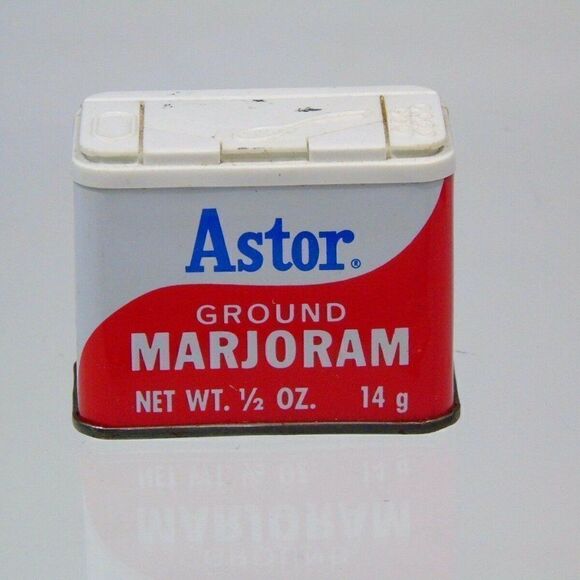 Astor®
GROUND
MARJORAM
NET WT. ½ OZ. 14 g